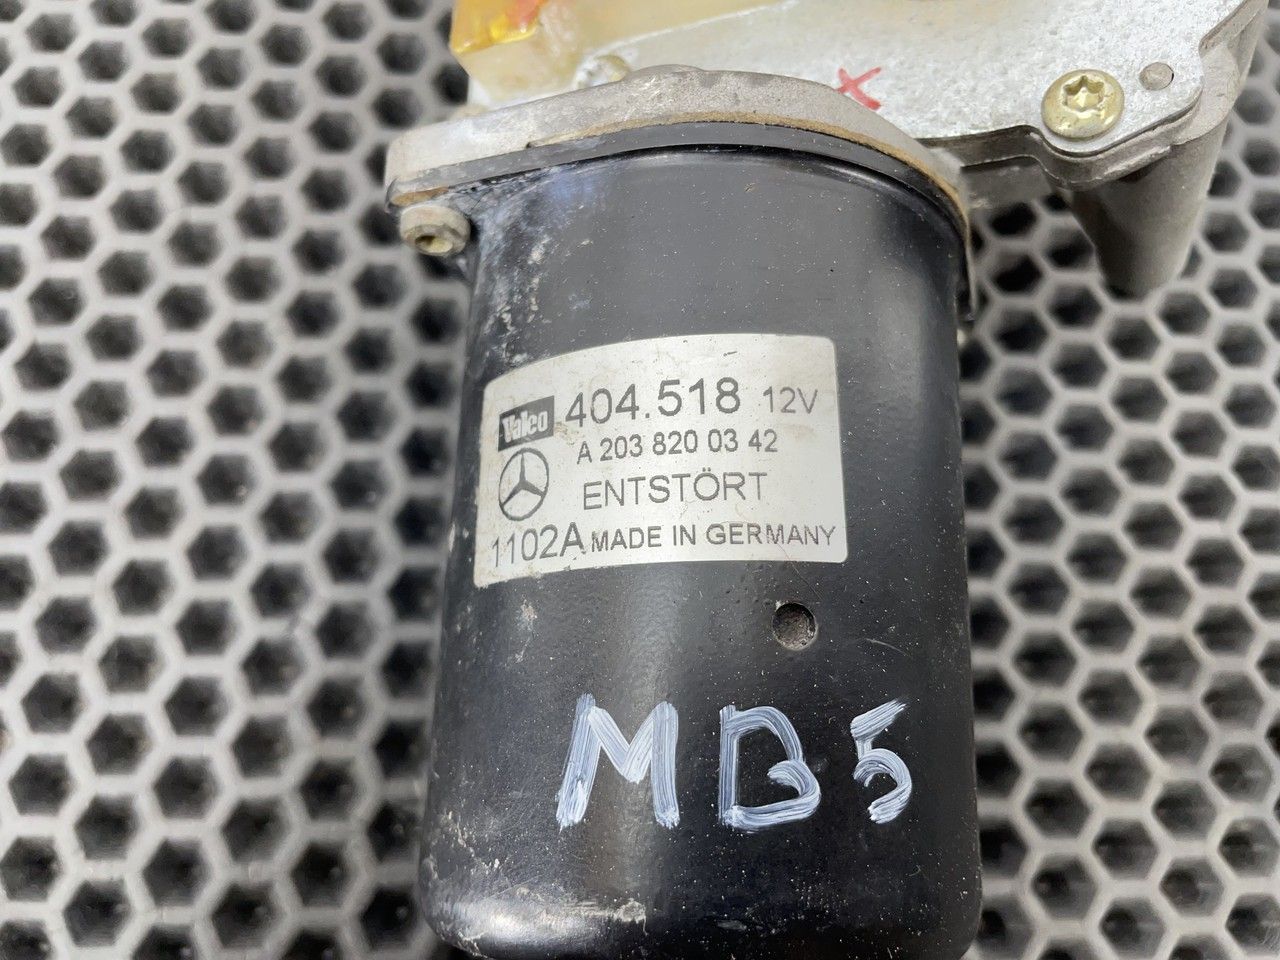 Valeo 404.518 12V
A 203 820 03 42
ENTSTÖRT
1102A MADE IN GERMANY
MB5